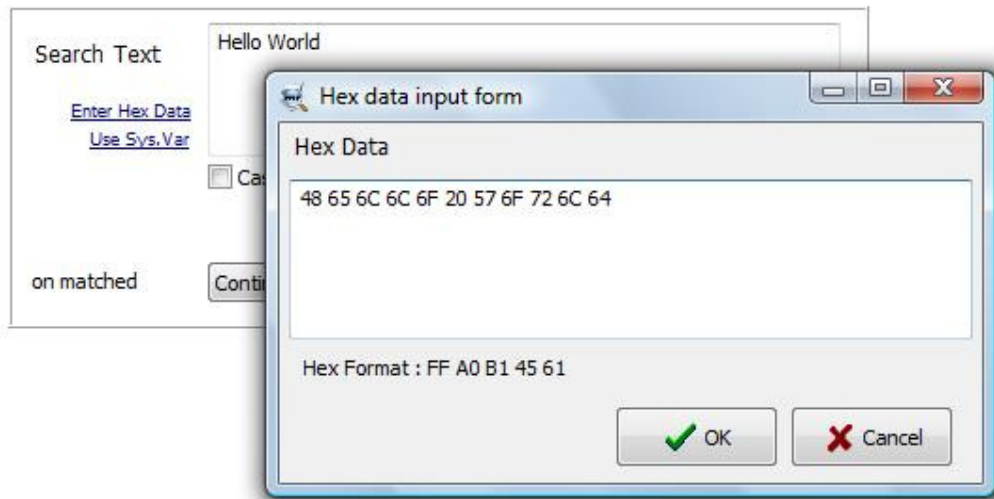 Search Text
Hello World
Enter Hex Data
Use Sys.Var
on matched
Hex data input form
Hex Data
48 65 6C 6C 6F 20 57 6F 72 6C 64
Hex Format : FF A0 B1 45 61
OK
Cancel